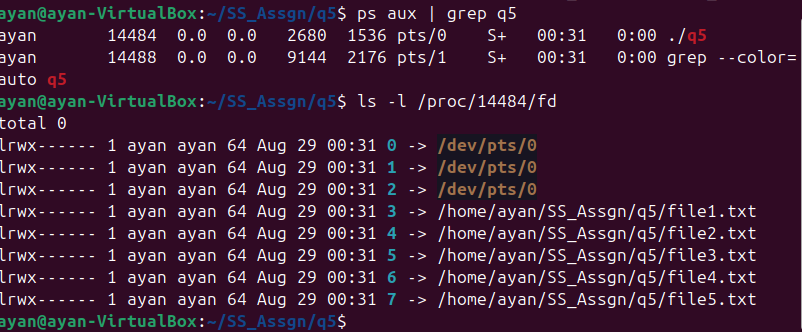 ayan@ayan-VirtualBox:~/SS_Assgn/q5$ ps aux | grep q5
ayan       14484  0.0  0.0   2680  1536 pts/0    S+   00:31   0:00 ./q5
ayan       14488  0.0  0.0   9144  2176 pts/1    S+   00:31   0:00 grep --color=
auto q5
ayan@ayan-VirtualBox:~/SS_Assgn/q5$ ls -l /proc/14484/fd
total 0
lrwx------ 1 ayan ayan 64 Aug 29 00:31 0 -> /dev/pts/0
lrwx------ 1 ayan ayan 64 Aug 29 00:31 1 -> /dev/pts/0
lrwx------ 1 ayan ayan 64 Aug 29 00:31 2 -> /dev/pts/0
lrwx------ 1 ayan ayan 64 Aug 29 00:31 3 -> /home/ayan/SS_Assgn/q5/file1.txt
lrwx------ 1 ayan ayan 64 Aug 29 00:31 4 -> /home/ayan/SS_Assgn/q5/file2.txt
lrwx------ 1 ayan ayan 64 Aug 29 00:31 5 -> /home/ayan/SS_Assgn/q5/file3.txt
lrwx------ 1 ayan ayan 64 Aug 29 00:31 6 -> /home/ayan/SS_Assgn/q5/file4.txt
lrwx------ 1 ayan ayan 64 Aug 29 00:31 7 -> /home/ayan/SS_Assgn/q5/file5.txt
ayan@ayan-VirtualBox:~/SS_Assgn/q5$